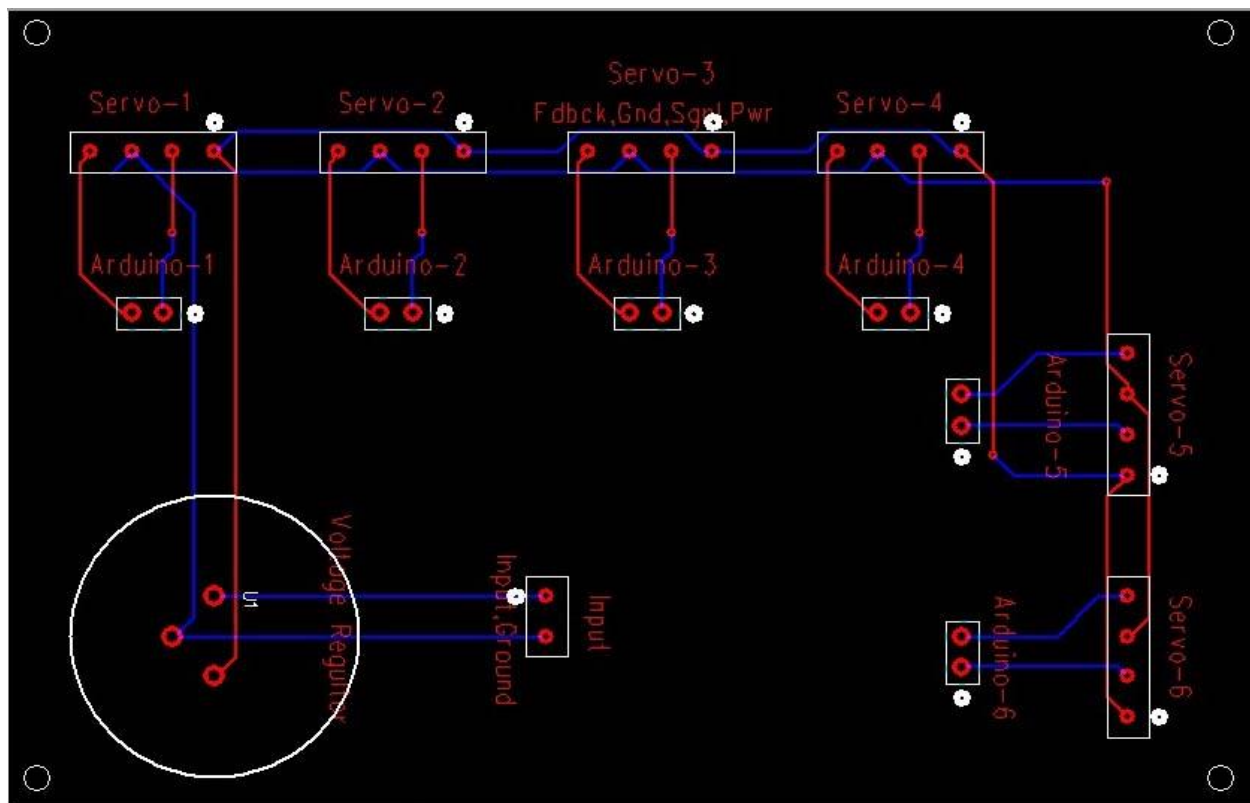 Servo-3
Servo-1
Servo-2
Servo-4
Fdbck,Gnd,Sgnl,Pwr
Arduino-1
Arduino-2
Arduino-3
Arduino-4
Arduino-5
Servo-5
U1
Voltage Regultor
Input,Ground
Input
Arduino-6
Servo-6